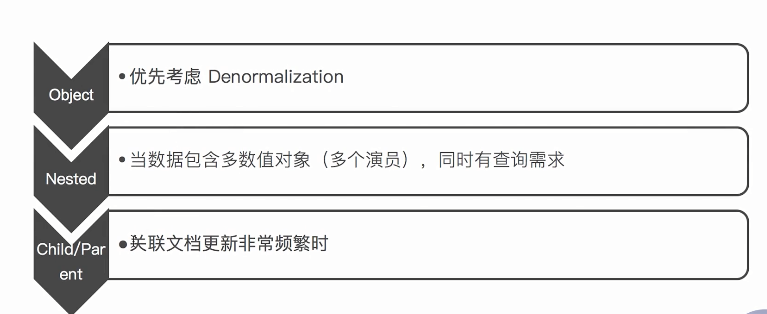 Object
•优先考虑 Denormalization
Nested
•当数据包含多数值对象（多个演员），同时有查询需求
Child/Par
ent
•关联文档更新非常频繁时